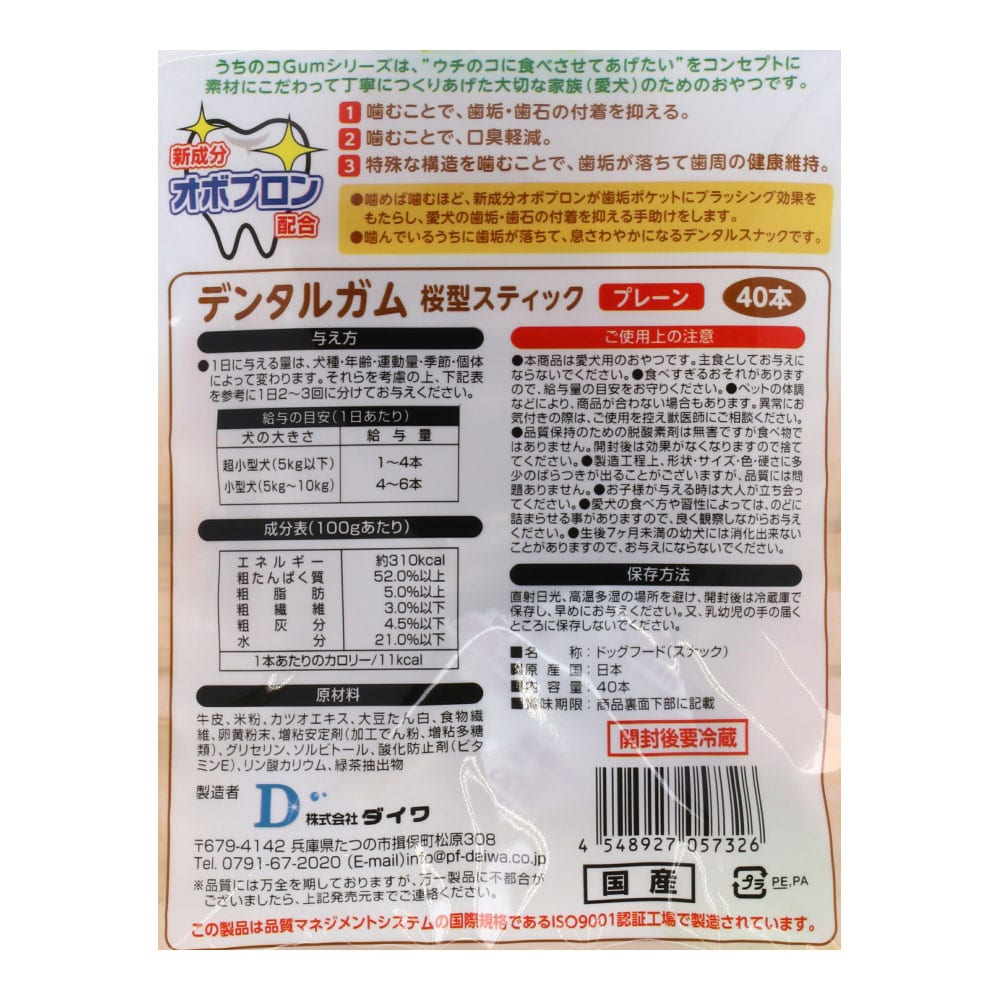 うちのコGumシリーズは、"ウチのコに食べさせてあげたい"をコンセプトに
素材にこだわって丁寧につくりあげた大切な家族(愛犬)のためのおやつです。
新成分
オボプロン
配合
1 噛むことで、歯垢・歯石の付着を抑える。
2 噛むことで、口臭軽減。
3 特殊な構造を噛むことで、歯垢が落ちて歯周の健康維持。
●噛めば噛むほど、新成分オボプロンが歯垢ポケットにブラッシング効果を
もたらし、愛犬の歯垢・歯石の付着を抑える手助けをします。
●噛んでいるうちに歯垢が落ちて、息さわやかになるデンタルスナックです。
デンタルガム 桜型スティック プレーン 40本
与え方
●1日に与える量は、犬種・年齢・運動量・季節・個体
によって変わります。それらを考慮の上、下記表
を参考に1日2〜3回に分けてお与えください。
給与の目安(1日あたり)
犬の大きさ 給与量
超小型犬(5kg以下) 1〜4本
小型犬(5kg〜10kg) 4〜6本
成分表(100gあたり)
エネルギー 約310kcal
粗たんぱく質 52.0%以上
粗脂肪 5.0%以上
粗繊維 3.0%以下
粗灰分 4.5%以下
水分 21.0%以下
1本あたりのカロリー/11kcal
原材料
牛皮、米粉、カツオエキス、大豆たん白、食物繊
維、卵黄粉末、増粘安定剤(加工でん粉、増粘多糖
類)、グリセリン、ソルビトール、酸化防止剤(ビタ
ミンE)、リン酸カリウム、緑茶抽出物
ご使用上の注意
●本商品は愛犬用のおやつです。主食としてお与えに
ならないでください。●食べすぎるおそれがあります
ので、給与量の目安をお守りください。●ペットの体調
などにより、商品が合わない場合もあります。異常にお
気付きの際は、ご使用を控え獣医師にご相談ください。
●品質保持のための脱酸素剤は無害ですが食べ物で
はありません。開封後は効果がなくなりますので捨て
てください。●製造工程上、形状・サイズ・色・硬さに多
少のばらつきが出ることがございますが、品質には問
題ありません。●お子様が与える時は大人が立ち会っ
てください。●愛犬の食べ方や習性によっては、のどに
詰まらせる事がありますので、良く観察しながらお与え
ください。●生後7ヶ月未満の幼犬には消化出来ない
ことがありますので、お与えにならないでください。
保存方法
直射日光、高温多湿の場所を避け、開封後は冷蔵庫で
保存し、早めにお与えください。又、乳幼児の手の届く
ところに保存しないでください。
■名称:ドッグフード(スナック)
■原産国:日本
■内容量:40本
■賞味期限:商品裏面下部に記載
開封後要冷蔵
製造者 D 株式会社 ダイワ
〒679-4142 兵庫県たつの市揖保町松原308
Tel. 0791-67-2020 (E-mail)info@pf-daiwa.co.jp
※品質には万全を期しておりますが、万一製品に不都合が
ございましたら、上記発売元までご連絡ください。
4 548927 057326
国産
プラ PE,PA
この製品は品質マネジメントシステムの国際規格であるISO9001認証工場で製造されています。